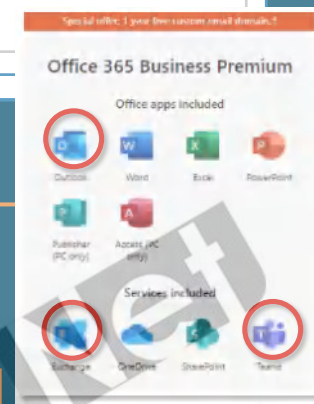 Special offer: 1 year free custom email domain.†
Office 365 Business Premium
Office apps included
Outlook Word Excel PowerPoint
Publisher (PC only) Access (PC only)
Services included
Exchange OneDrive SharePoint Teams